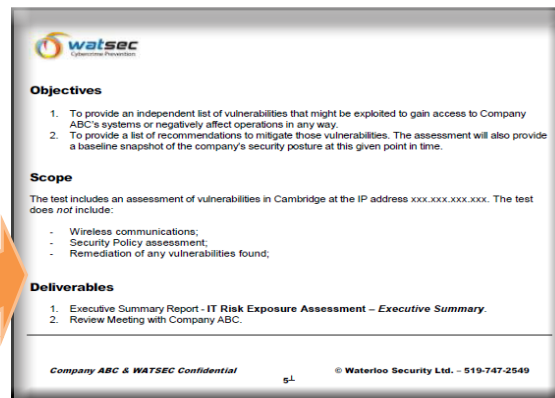 watsec
Cybercrime Prevention
Objectives
1. To provide an independent list of vulnerabilities that might be exploited to gain access to Company
ABC's systems or negatively affect operations in any way.
2. To provide a list of recommendations to mitigate those vulnerabilities. The assessment will also provide
a baseline snapshot of the company's security posture at this given point in time.
Scope
The test includes an assessment of vulnerabilities in Cambridge at the IP address xxx.xxx.xxx.xxx. The test
does not include:
- Wireless communications;
- Security Policy assessment;
- Remediation of any vulnerabilities found;
Deliverables
1. Executive Summary Report - IT Risk Exposure Assessment – Executive Summary.
2. Review Meeting with Company ABC.
Company ABC & WATSEC Confidential © Waterloo Security Ltd. – 519-747-2549
5